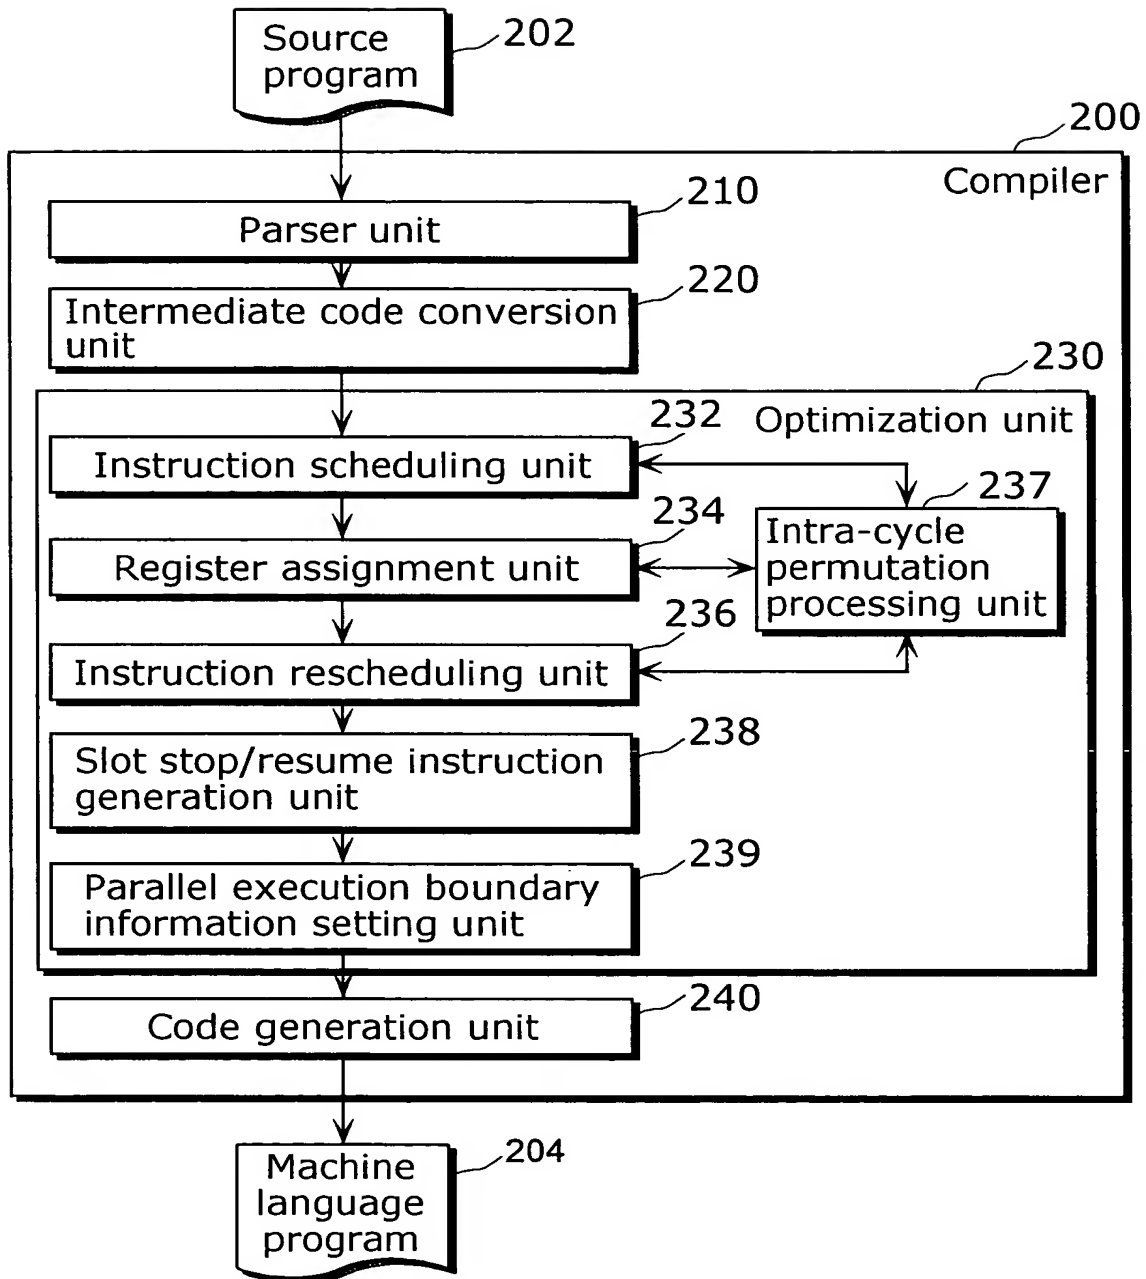 Source
program
202
200
Compiler
210
Parser unit
220
Intermediate code conversion
unit
230
Optimization unit
232
Instruction scheduling unit
237
Intra-cycle
permutation
processing unit
234
Register assignment unit
236
Instruction rescheduling unit
238
Slot stop/resume instruction
generation unit
239
Parallel execution boundary
information setting unit
240
Code generation unit
204
Machine
language
program